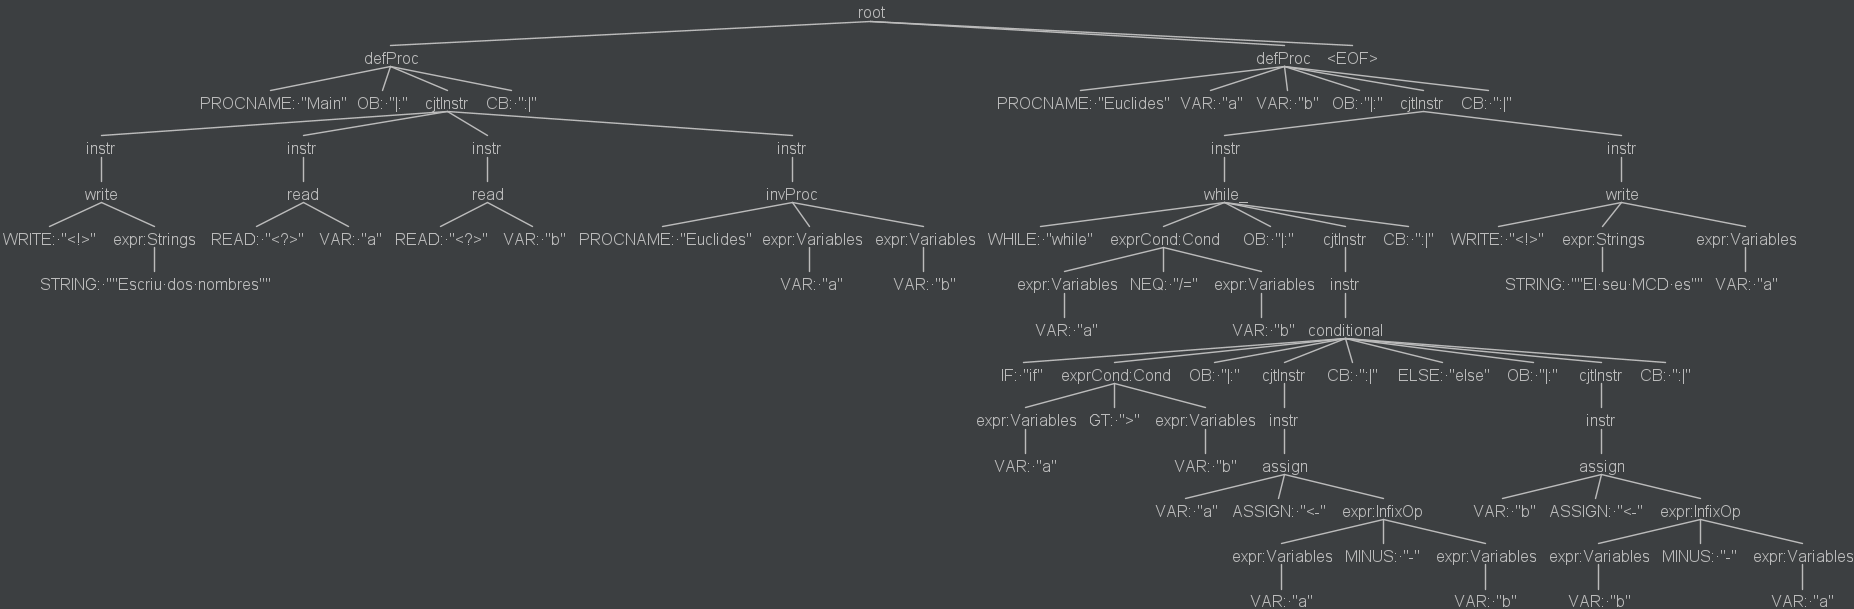 root
defProc defProc <EOF>
PROCNAME:·"Main" OB:·"|:" cjtInstr CB:·":|" PROCNAME:·"Euclides" VAR:·"a" VAR:·"b" OB:·"|:" cjtInstr CB:·":|"
instr instr instr instr instr instr
write read read invProc while_ write
WRITE:·"<!>" expr:Strings READ:·"<?>" VAR:·"a" READ:·"<?>" VAR:·"b" PROCNAME:·"Euclides" expr:Variables expr:Variables WHILE:·"while" exprCond:Cond OB:·"|:" cjtInstr CB:·":|" WRITE:·"<!>" expr:Strings expr:Variables
STRING:·""Escriu·dos·nombres"" VAR:·"a" VAR:·"b" expr:Variables NEQ:·"/=" expr:Variables instr STRING:·""El·seu·MCD·es"" VAR:·"a"
VAR:·"a" VAR:·"b" conditional
IF:·"if" exprCond:Cond OB:·"|:" cjtInstr CB:·":|" ELSE:·"else" OB:·"|:" cjtInstr CB:·":|"
expr:Variables GT:·">" expr:Variables instr instr
VAR:·"a" VAR:·"b" assign assign
VAR:·"a" ASSIGN:·"<-" expr:InfixOp VAR:·"b" ASSIGN:·"<-" expr:InfixOp
expr:Variables MINUS:·"-" expr:Variables expr:Variables MINUS:·"-" expr:Variables
VAR:·"a" VAR:·"b" VAR:·"b" VAR:·"a"